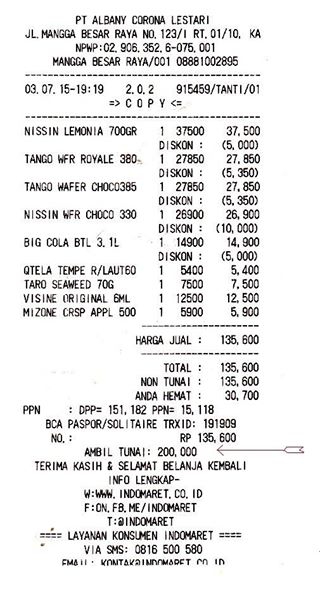 PT ALBANY CORONA LESTARI
JL. MANGGA BESAR RAYA NO. 123/I RT. 01/10, KA
NPWP:02. 906. 352. 6-075. 001
MANGGA BESAR RAYA/001 08881002895
03. 07. 15-19:19 2. 0. 2 915459/TANTI/01
=> C O P Y <=
NISSIN LEMONIA 700GR 1 37500 37, 500
DISKON : (5, 000)
TANGO WFR ROYALE 380 1 27850 27, 850
DISKON : (5, 350)
TANGO WAFER CHOCO385 1 27850 27, 850
DISKON : (5, 350)
NISSIN WFR CHOCO 330 1 26900 26, 900
DISKON : (10, 000)
BIG COLA BTL 3. 1L 1 14900 14, 900
DISKON : (5, 000)
QTELA TEMPE R/LAUT60 1 5400 5, 400
TARO SEAWEED 70G 1 7500 7, 500
VISINE ORIGINAL 6ML 1 12500 12, 500
MIZONE CRSP APPL 500 1 5900 5, 900
HARGA JUAL : 135, 600
TOTAL : 135, 600
NON TUNAI : 135, 600
ANDA HEMAT : 30, 700
PPN : DPP= 151, 182 PPN= 15, 118
BCA PASPOR/SOLITAIRE TRXID: 191909
NO. : RP 135, 600
AMBIL TUNAI: 200, 000
TERIMA KASIH & SELAMAT BELANJA KEMBALI
INFO LENGKAP-
W:WWW. INDOMARET. CO. ID
F:ON. FB. ME/INDOMARET
T:@INDOMARET
==== LAYANAN KONSUMEN INDOMARET ====
VIA SMS: 0816 500 580
EMAIL: KONTAK@INDOMARET. CO. ID